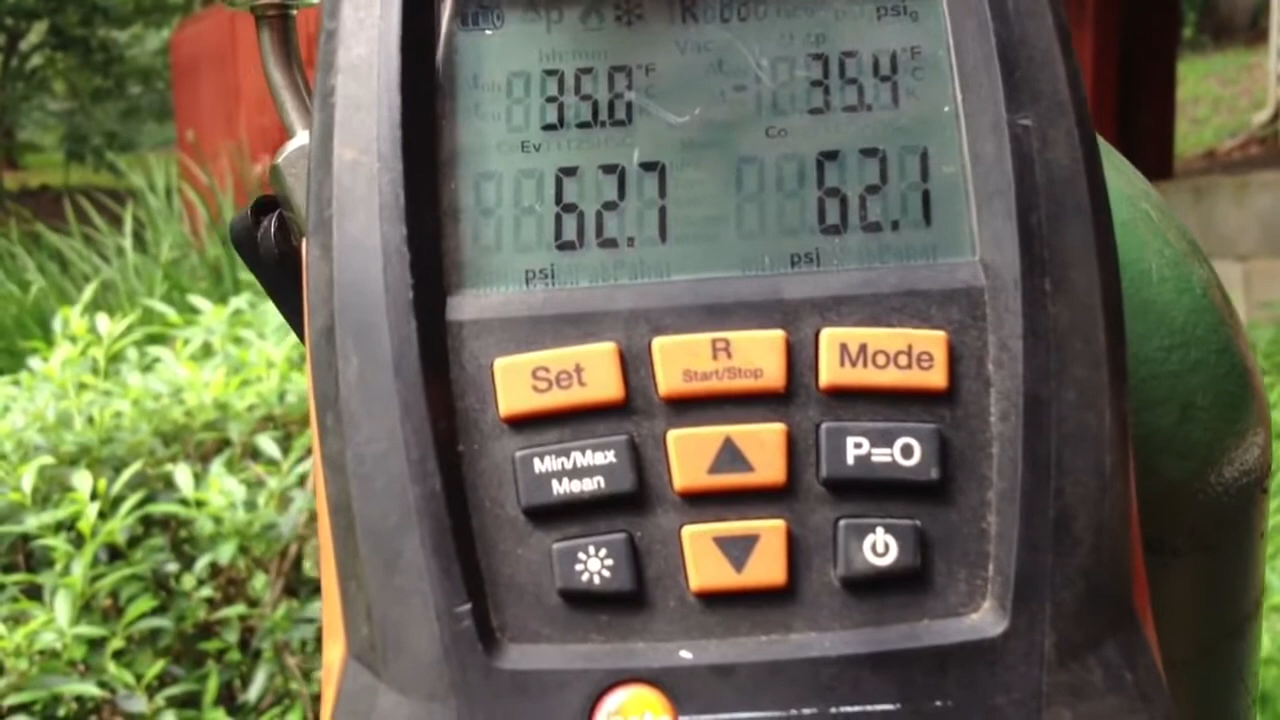 psig
35.8 °F
35.4 °F
Ev
Co
62.7
62.1
psi
psi
Set
R
Start/Stop
Mode
Min/Max
Mean
P=O